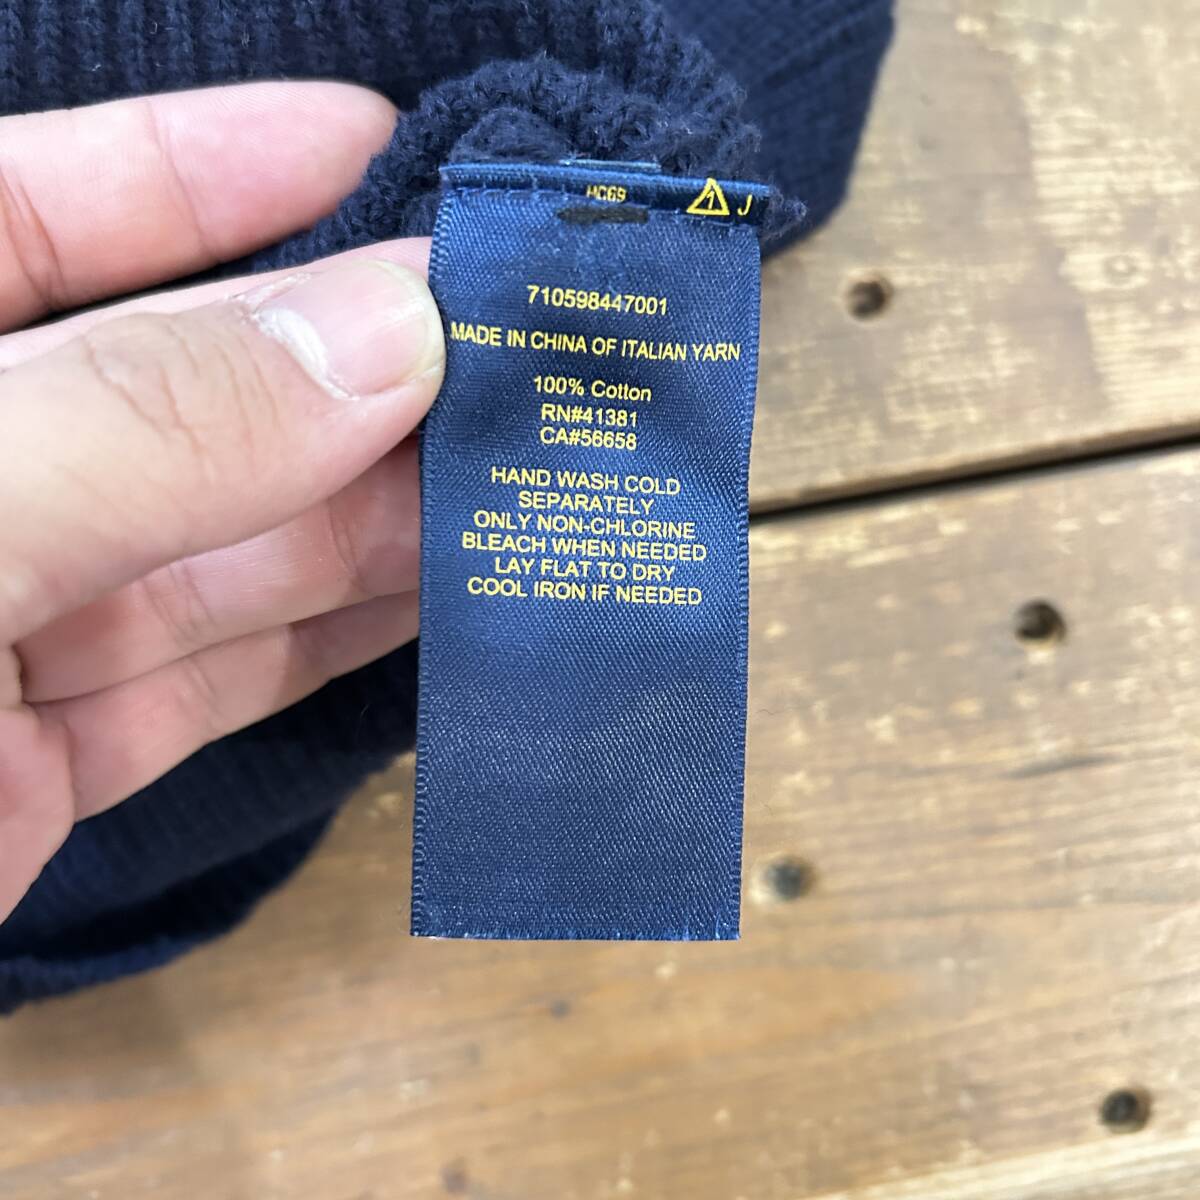 HC69
1 J
710598447001
MADE IN CHINA OF ITALIAN YARN
100% Cotton
RN#41381
CA#56658
HAND WASH COLD
SEPARATELY
ONLY NON-CHLORINE
BLEACH WHEN NEEDED
LAY FLAT TO DRY
COOL IRON IF NEEDED